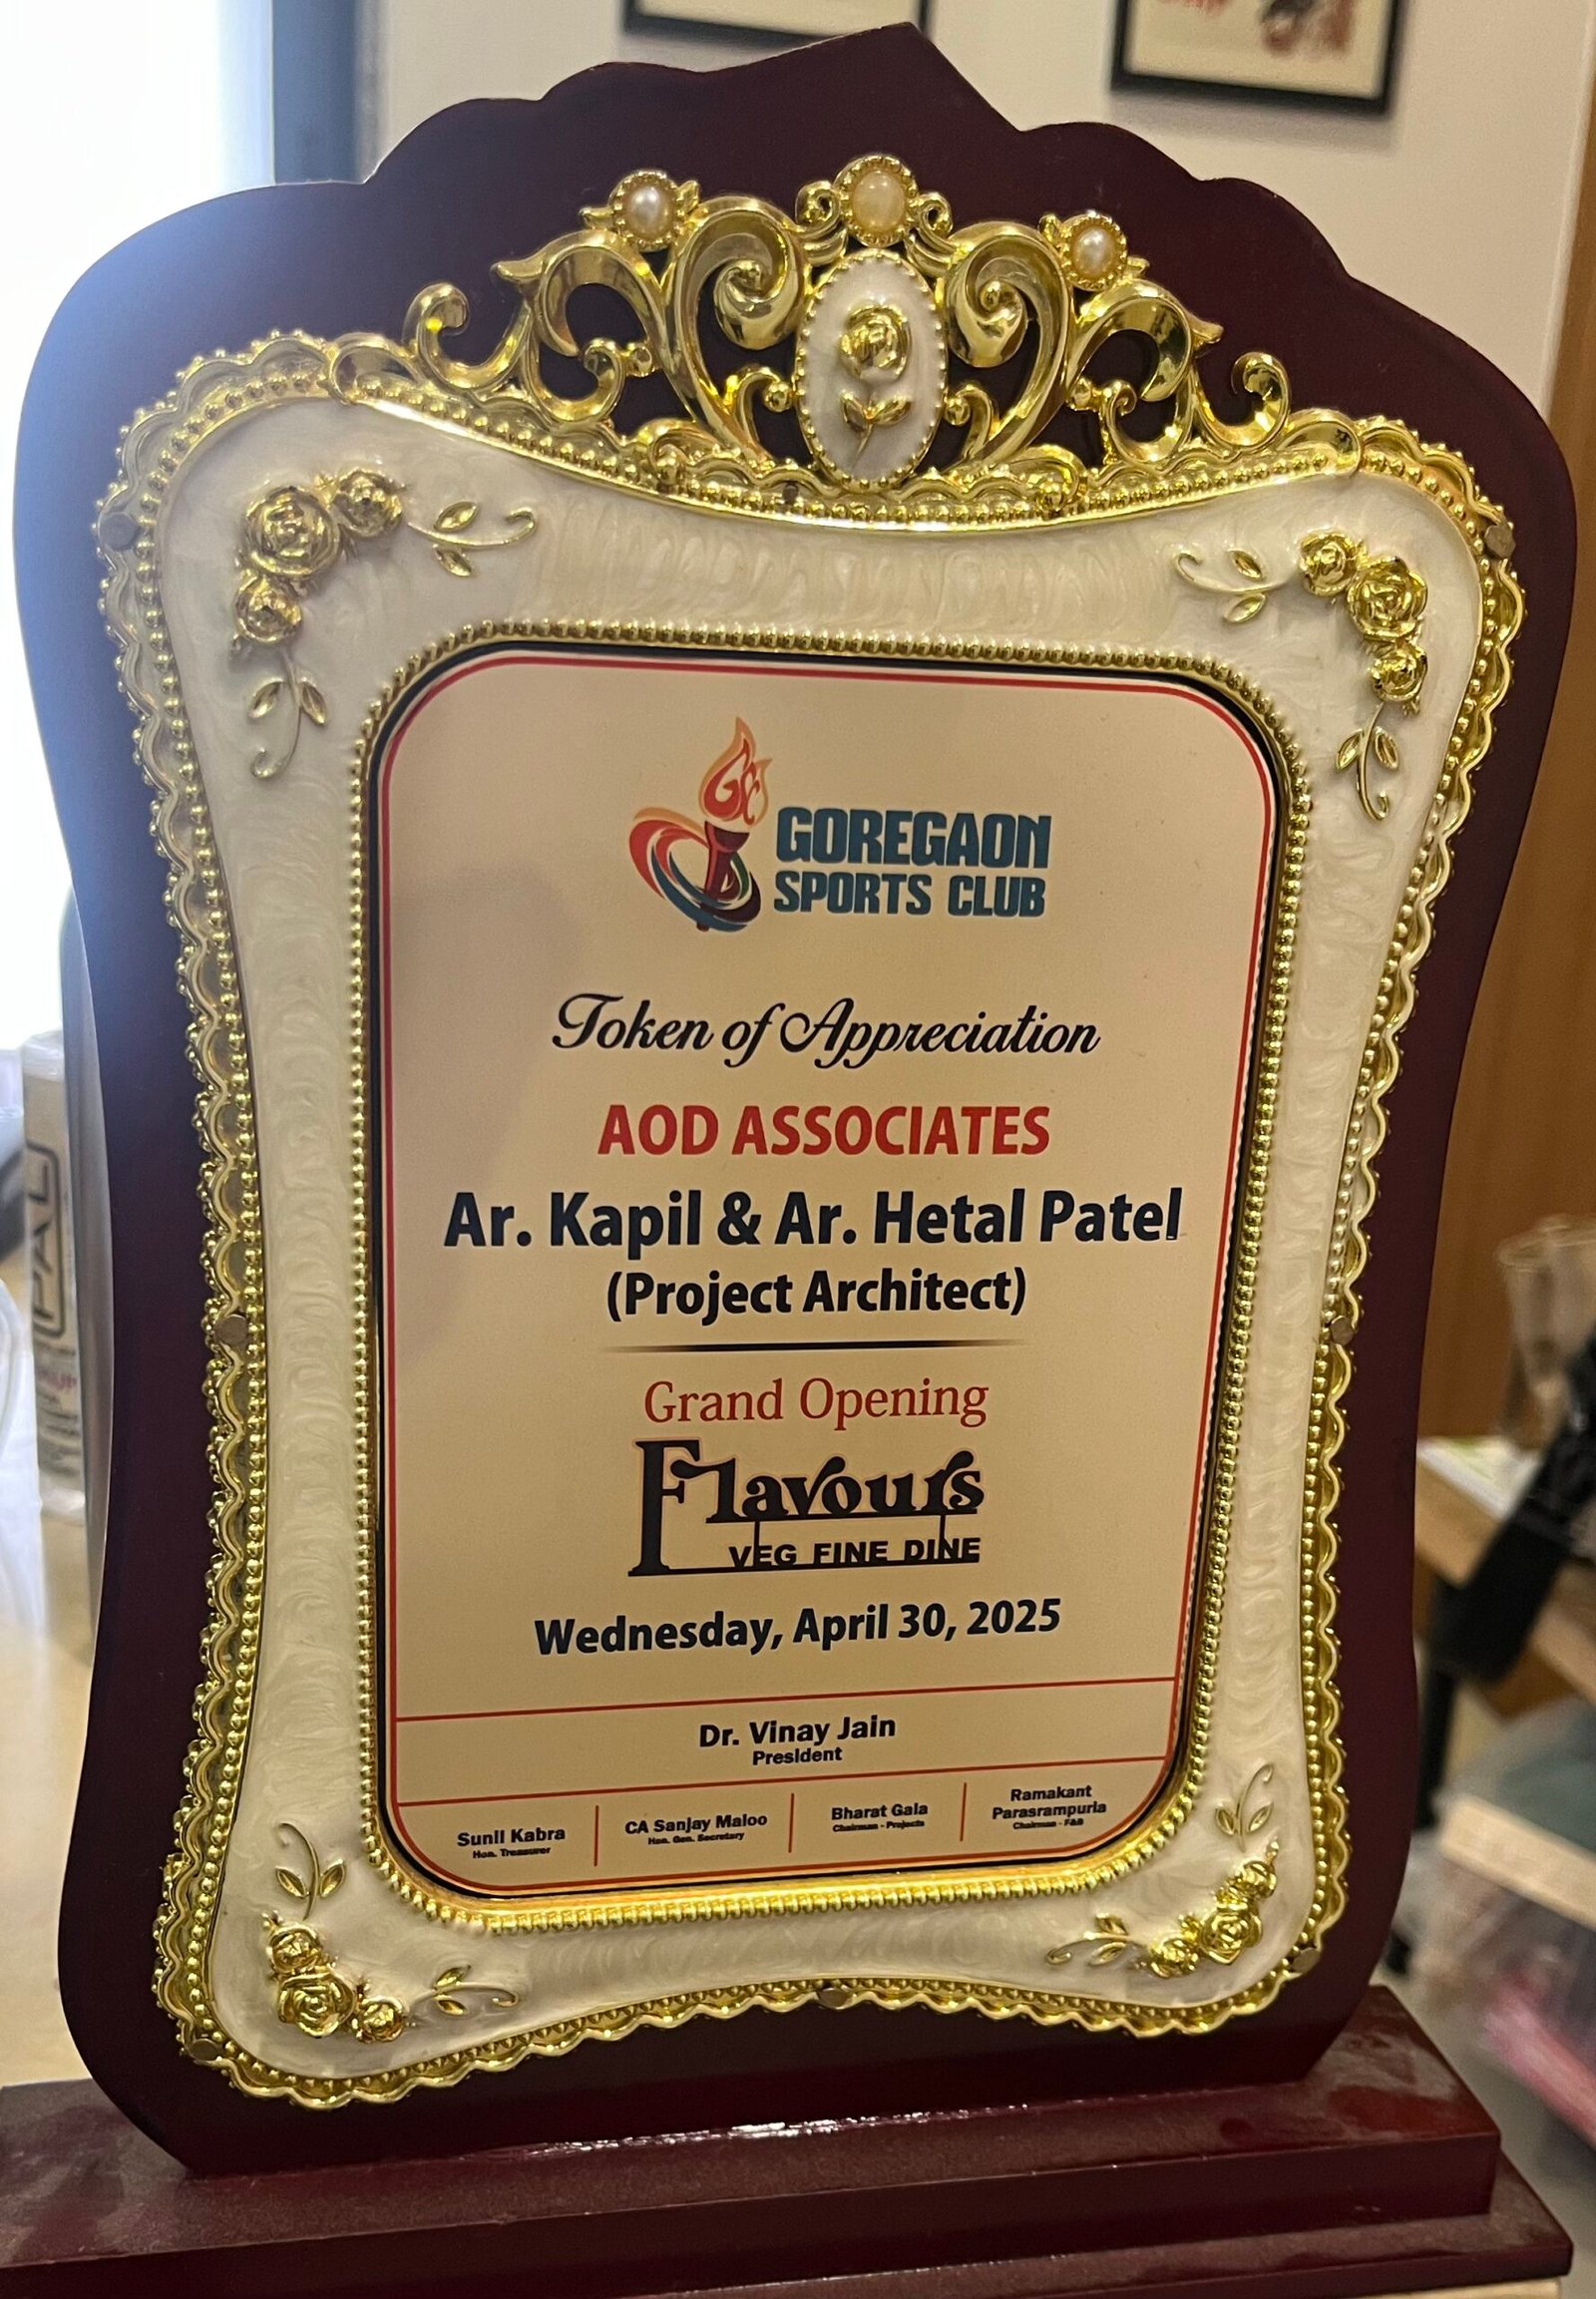 GOREGAON
SPORTS CLUB
Token of Appreciation
AOD ASSOCIATES
Ar. Kapil & Ar. Hetal Patel
(Project Architect)
Grand Opening
Flavours
VEG FINE DINE
Wednesday, April 30, 2025
Dr. Vinay Jain
President
Sunil Kabra
Hon. Treasurer
CA Sanjay Maloo
Hon. Gen. Secretary
Bharat Gala
Chairman - Projects
Ramakant
Parasrampuria
Chairman - F&B
PAL